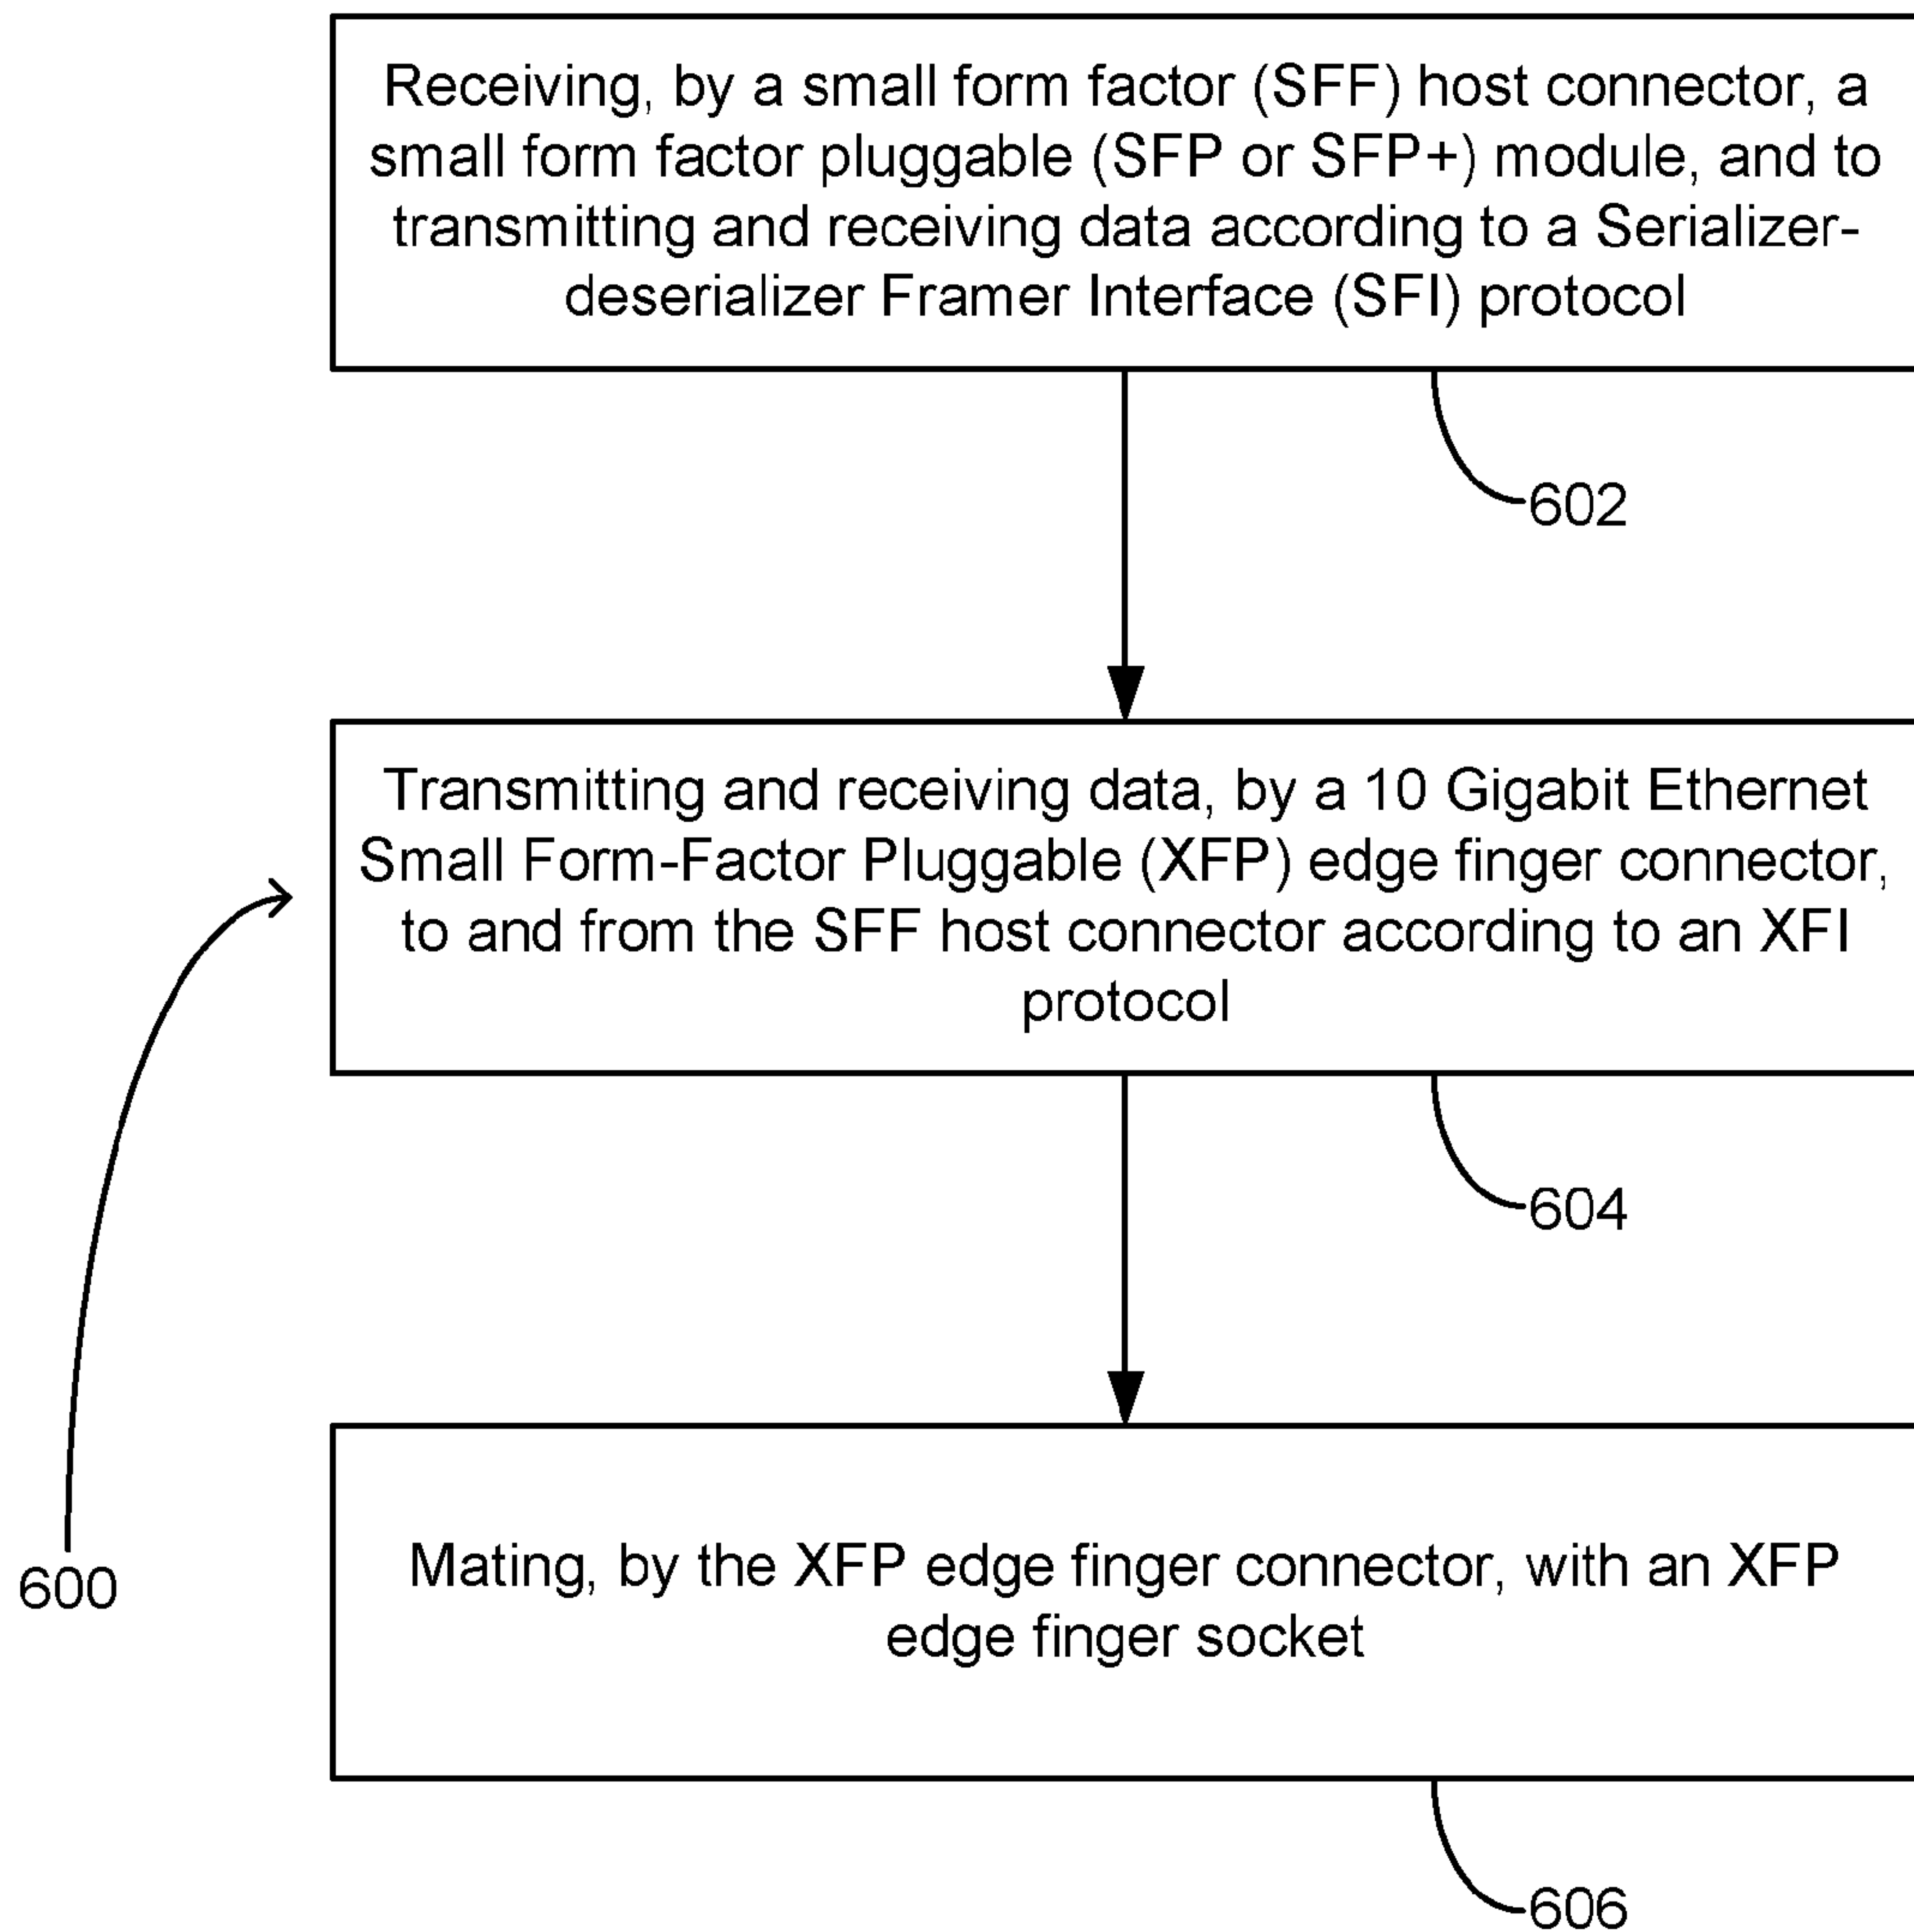 Receiving, by a small form factor (SFF) host connector, a
small form factor pluggable (SFP or SFP+) module, and to
transmitting and receiving data according to a Serializer-
deserializer Framer Interface (SFI) protocol
602
Transmitting and receiving data, by a 10 Gigabit Ethernet
Small Form-Factor Pluggable (XFP) edge finger connector,
to and from the SFF host connector according to an XFI
protocol
604
Mating, by the XFP edge finger connector, with an XFP
edge finger socket
600
606